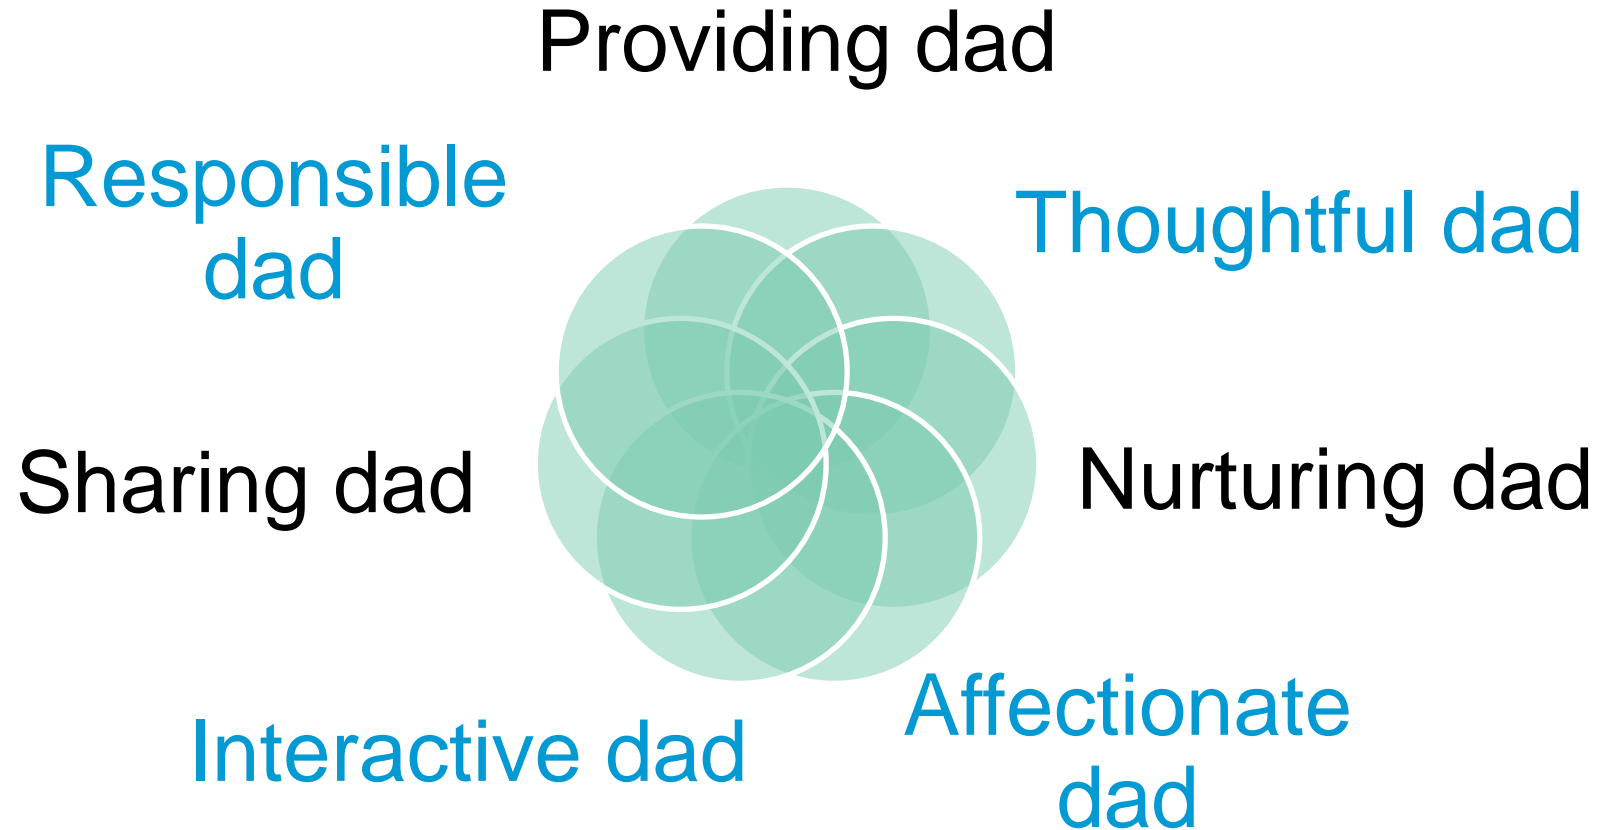 Providing dad
Responsible
dad
Thoughtful dad
Sharing dad
Nurturing dad
Interactive dad
Affectionate
dad